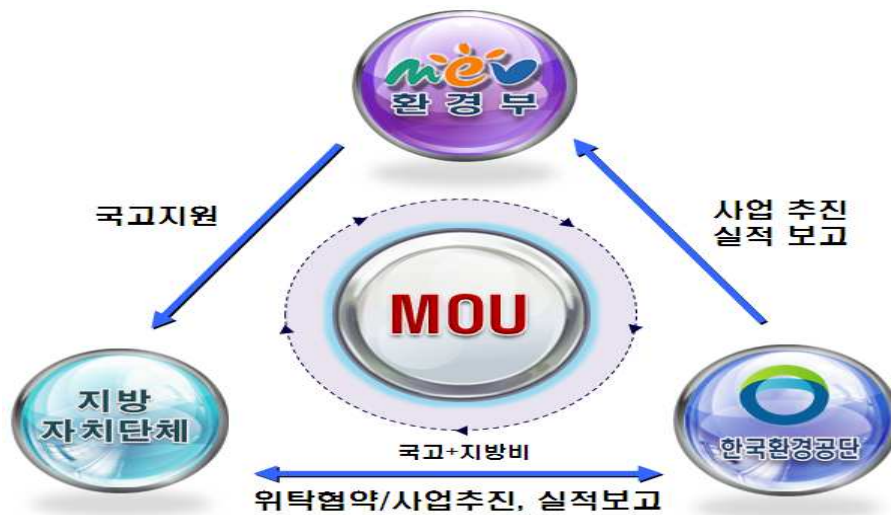 mev
환경부
국고지원
사업 추진
실적 보고
MOU
지방
자치단체
한국환경공단
국고+지방비
위탁협약/사업추진, 실적보고